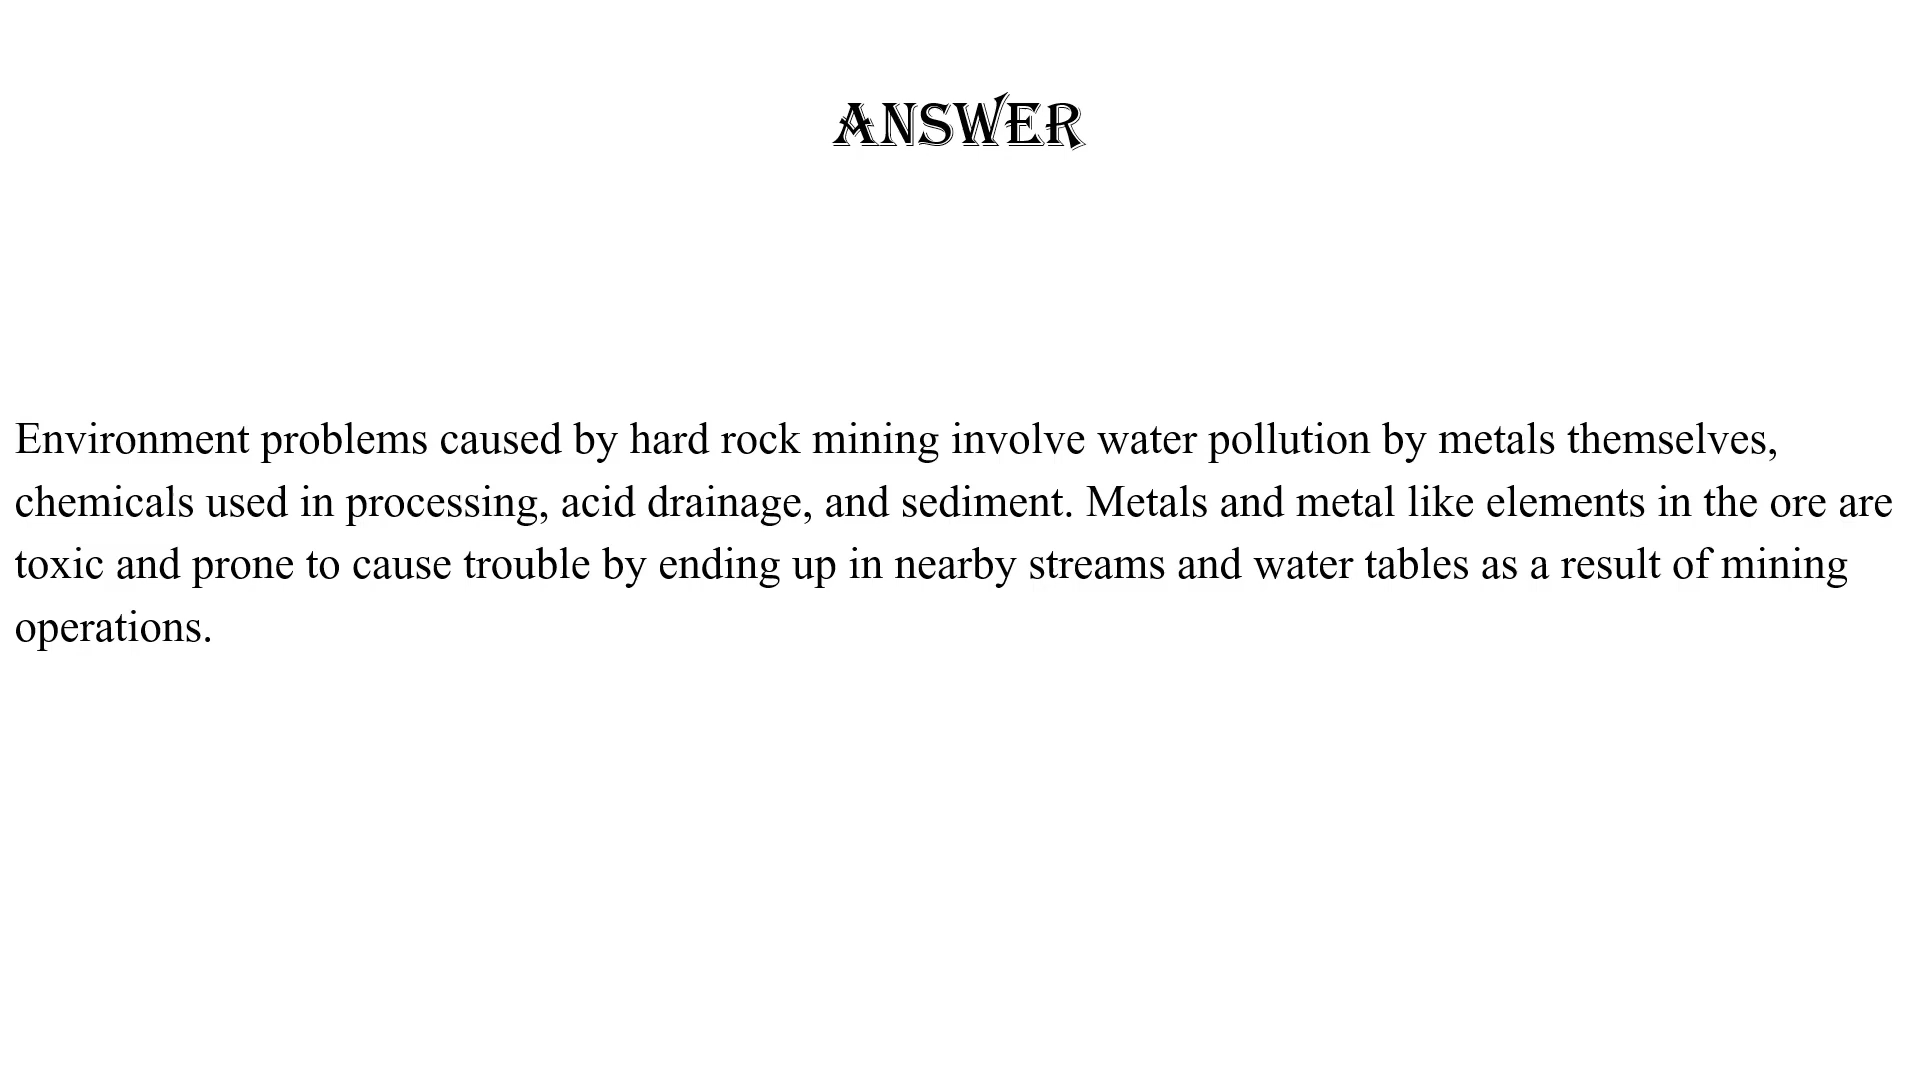 ANSWER
Environment problems caused by hard rock mining involve water pollution by metals themselves,
chemicals used in processing, acid drainage, and sediment. Metals and metal like elements in the ore are
toxic and prone to cause trouble by ending up in nearby streams and water tables as a result of mining
operations.